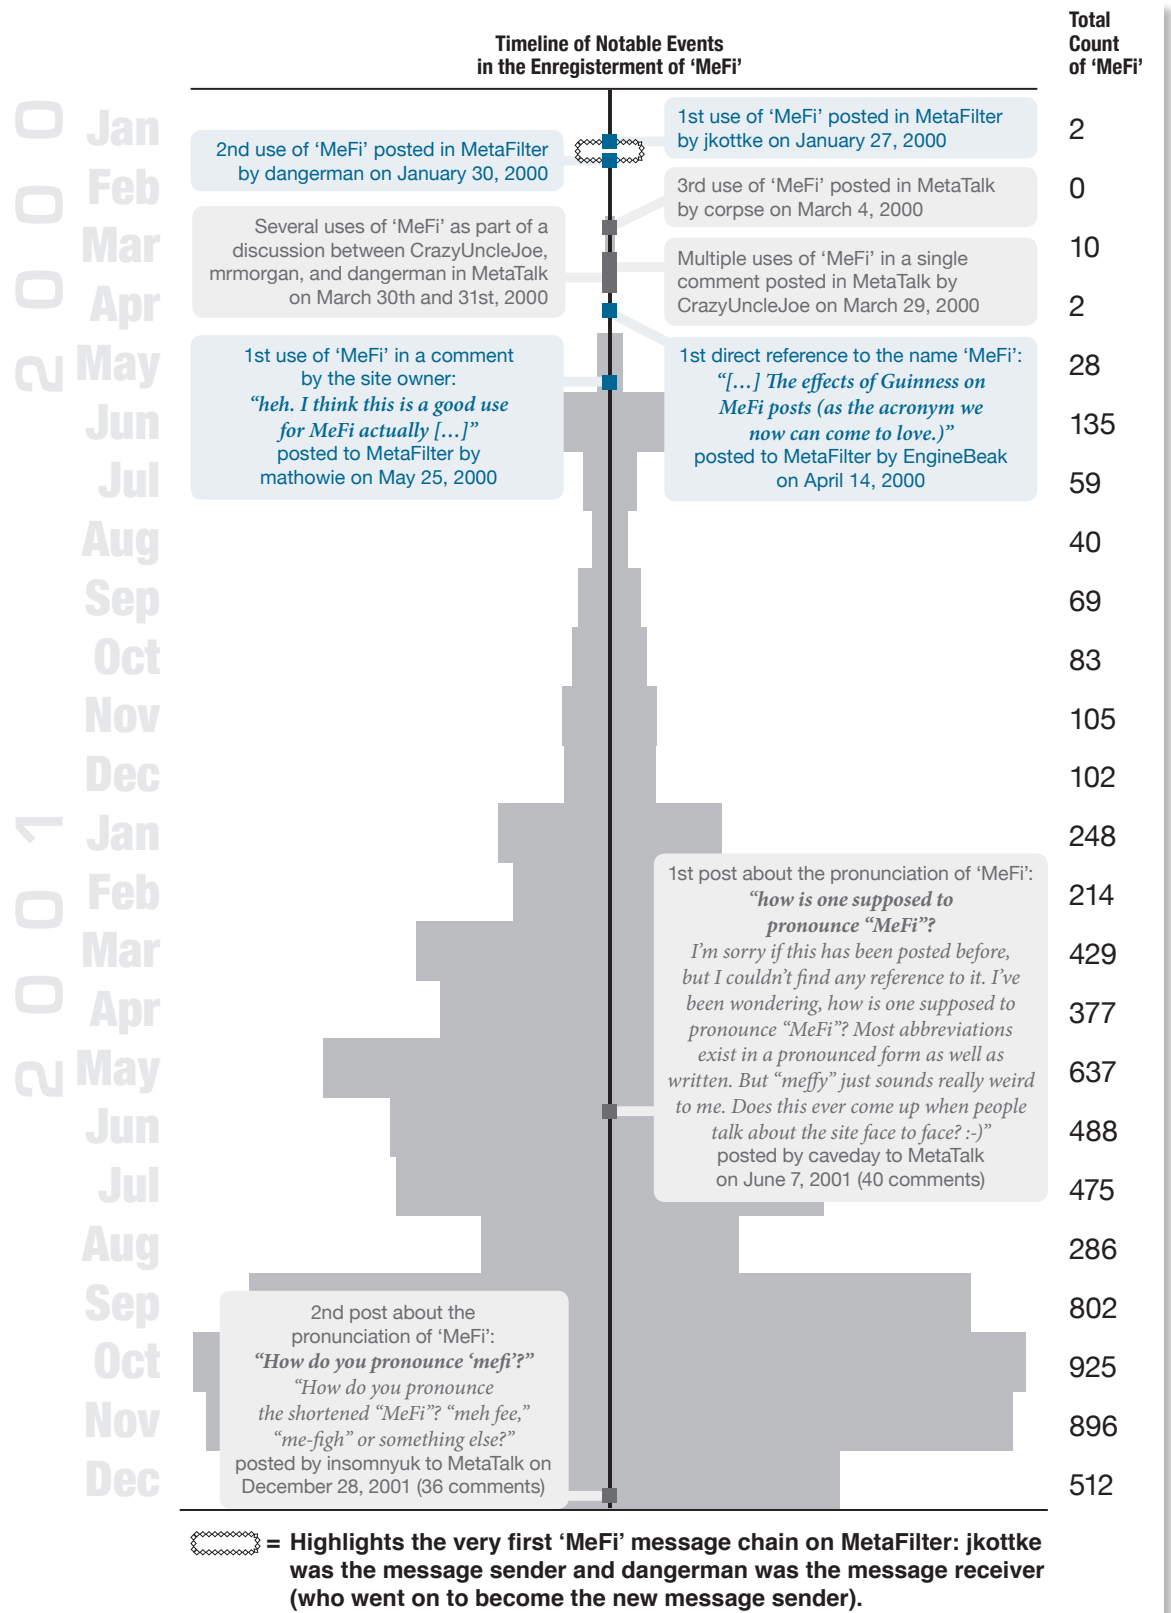 Timeline of Notable Events
in the Enregisterment of ‘MeFi’
Total
Count
of ‘MeFi’
2000
2000
2001
Jan
2
Feb
0
Mar
10
Apr
2
May
28
Jun
135
Jul
59
Aug
40
Sep
69
Oct
83
Nov
105
Dec
102
Jan
248
Feb
214
Mar
429
Apr
377
May
637
Jun
488
Jul
475
Aug
286
Sep
802
Oct
925
Nov
896
Dec
512
1st use of ‘MeFi’ posted in MetaFilter
by jkottke on January 27, 2000
2nd use of ‘MeFi’ posted in MetaFilter
by dangerman on January 30, 2000
3rd use of ‘MeFi’ posted in MetaTalk
by corpse on March 4, 2000
Several uses of ‘MeFi’ as part of a
discussion between CrazyUncleJoe,
mrmorgan, and dangerman in MetaTalk
on March 30th and 31st, 2000
Multiple uses of ‘MeFi’ in a single
comment posted in MetaTalk by
CrazyUncleJoe on March 29, 2000
1st use of ‘MeFi’ in a comment
by the site owner:
“heh. I think this is a good use
for MeFi actually […]”
posted to MetaFilter by
mathowie on May 25, 2000
1st direct reference to the name ‘MeFi’:
“[…] The effects of Guinness on
MeFi posts (as the acronym we
now can come to love.)”
posted to MetaFilter by EngineBeak
on April 14, 2000
1st post about the pronunciation of ‘MeFi’:
“how is one supposed to
pronounce “MeFi”?
I’m sorry if this has been posted before,
but I couldn’t find any reference to it. I’ve
been wondering, how is one supposed to
pronounce “MeFi”? Most abbreviations
exist in a pronounced form as well as
written. But “meffy” just sounds really weird
to me. Does this ever come up when people
talk about the site face to face? :-)”
posted by caveday to MetaTalk
on June 7, 2001 (40 comments)
2nd post about the
pronunciation of ‘MeFi’:
“How do you pronounce ‘mefi’?”
“How do you pronounce
the shortened “MeFi”? “meh fee,”
“me-figh” or something else?”
posted by insomnyuk to MetaTalk on
December 28, 2001 (36 comments)
= Highlights the very first ‘MeFi’ message chain on MetaFilter: jkottke
was the message sender and dangerman was the message receiver
(who went on to become the new message sender).